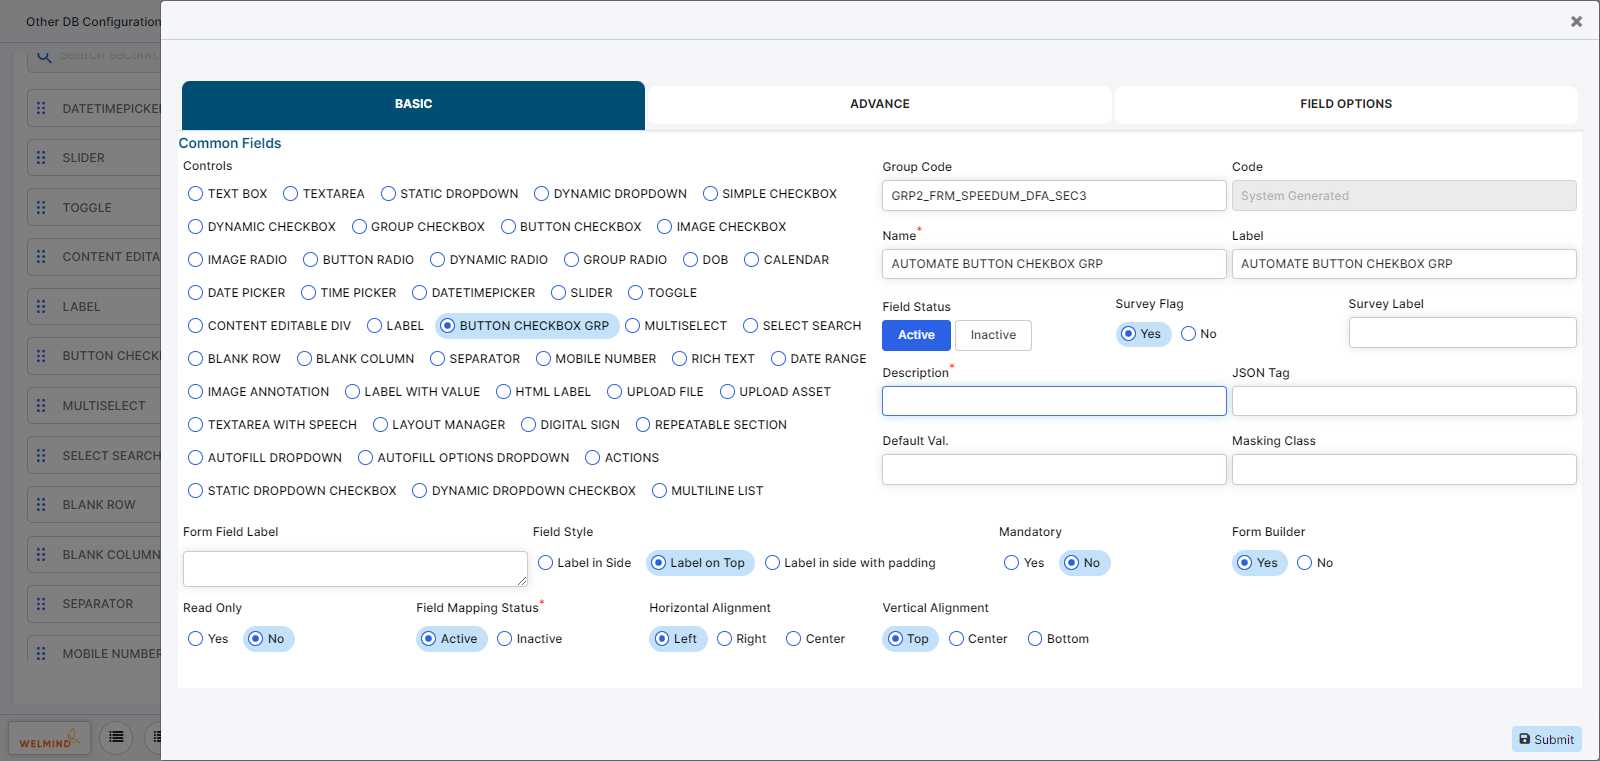 Other DB Configuration
DATETIMEPICKE
SLIDER
TOGGLE
CONTENT EDITA
LABEL
BUTTON CHECK
MULTISELECT
SELECT SEARCH
BLANK ROW
BLANK COLUMN
SEPARATOR
MOBILE NUMBER
WELMIND
BASIC ADVANCE FIELD OPTIONS
Common Fields
Controls
TEXT BOX TEXTAREA STATIC DROPDOWN DYNAMIC DROPDOWN SIMPLE CHECKBOX
DYNAMIC CHECKBOX GROUP CHECKBOX BUTTON CHECKBOX IMAGE CHECKBOX
IMAGE RADIO BUTTON RADIO DYNAMIC RADIO GROUP RADIO DOB CALENDAR
DATE PICKER TIME PICKER DATETIMEPICKER SLIDER TOGGLE
CONTENT EDITABLE DIV LABEL BUTTON CHECKBOX GRP MULTISELECT SELECT SEARCH
BLANK ROW BLANK COLUMN SEPARATOR MOBILE NUMBER RICH TEXT DATE RANGE
IMAGE ANNOTATION LABEL WITH VALUE HTML LABEL UPLOAD FILE UPLOAD ASSET
TEXTAREA WITH SPEECH LAYOUT MANAGER DIGITAL SIGN REPEATABLE SECTION
AUTOFILL DROPDOWN AUTOFILL OPTIONS DROPDOWN ACTIONS
STATIC DROPDOWN CHECKBOX DYNAMIC DROPDOWN CHECKBOX MULTILINE LIST
Group Code Code
GRP2_FRM_SPEEDUM_DFA_SEC3 System Generated
Name* Label
AUTOMATE BUTTON CHEKBOX GRP AUTOMATE BUTTON CHEKBOX GRP
Field Status Survey Flag Survey Label
Active Inactive Yes No
Description* JSON Tag
Default Val. Masking Class
Form Field Label Field Style Mandatory Form Builder
Label in Side Label on Top Label in side with padding Yes No Yes No
Read Only Field Mapping Status* Horizontal Alignment Vertical Alignment
Yes No Active Inactive Left Right Center Top Center Bottom
Submit